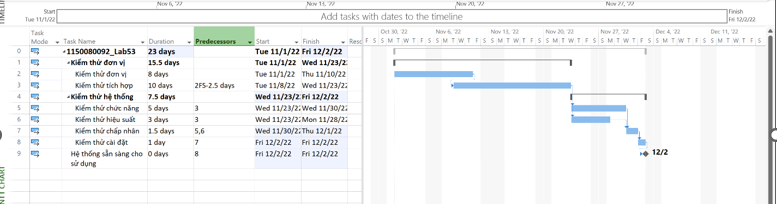 TIMELINE
Start
Tue 11/1/22
Nov 6, '22 Nov 13, '22 Nov 20, '22 Nov 27, '22
Add tasks with dates to the timeline
Finish
Fri 12/2/22
Task Mode Task Name Duration Predecessors Start Finish Resc
Oct 30, '22 Nov 6, '22 Nov 13, '22 Nov 20, '22 Nov 27, '22 Dec 4, '22 Dec 11, '22
F S S M T W T F S S M T W T F S S M T W T F S S M T W T F S S M T W T F S S M T W T F S S M T W T F S
0 1150080092_Lab53 23 days Tue 11/1/22 Fri 12/2/22
1 Kiểm thử đơn vị 15.5 days Tue 11/1/22 Wed 11/23/2
2 Kiểm thử đơn vị 8 days Tue 11/1/22 Thu 11/10/22
3 Kiểm thử tích hợp 10 days 2FS-2.5 days Tue 11/8/22 Wed 11/23/2
4 Kiểm thử hệ thống 7.5 days Wed 11/23/2 Fri 12/2/22
5 Kiểm thử chức năng 5 days 3 Wed 11/23/2 Wed 11/30/2
6 Kiểm thử hiệu suất 3 days 3 Wed 11/23/2 Mon 11/28/2
7 Kiểm thử chấp nhân 1.5 days 5,6 Wed 11/30/2 Thu 12/1/22
8 Kiểm thử cài đặt 1 day 7 Fri 12/2/22 Fri 12/2/22
9 Hệ thống sẵn sàng cho sử dụng 0 days 8 Fri 12/2/22 Fri 12/2/22
12/2
NTT CHART